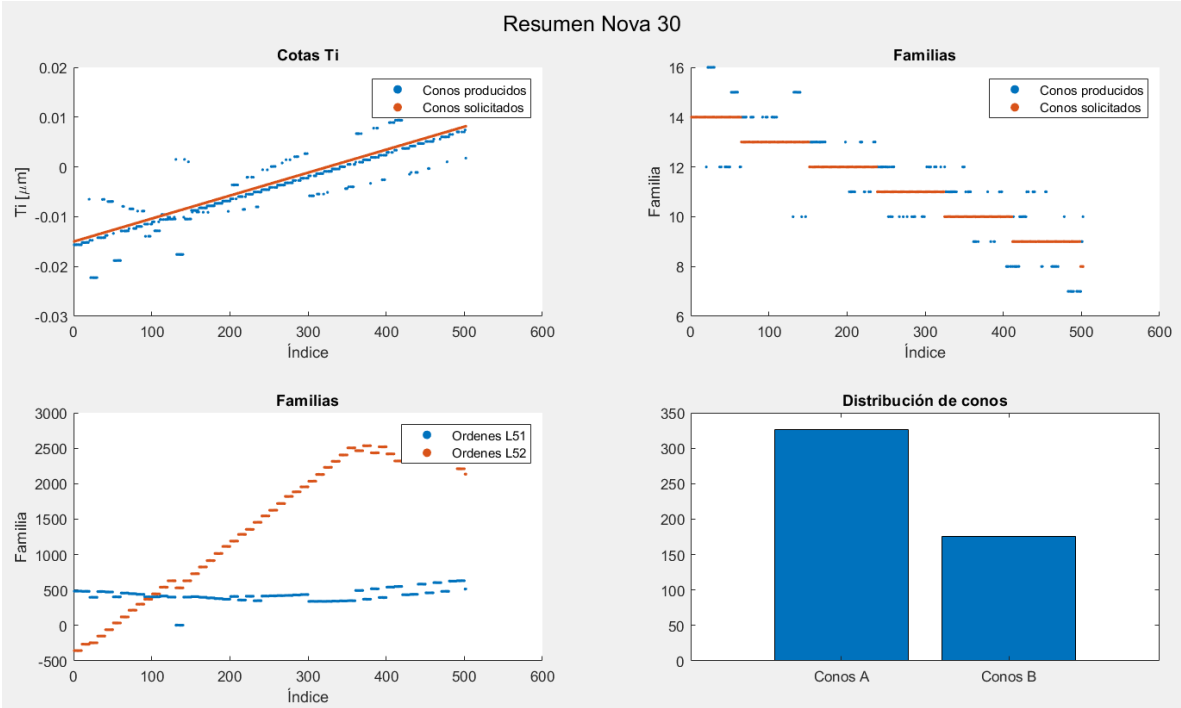 Resumen Nova 30
Cotas Ti
0.02
0.01
0
-0.01
-0.02
-0.03
Ti [μm]
0 100 200 300 400 500 600
Índice
Conos producidos
Conos solicitados
Familias
16
14
12
10
8
6
Familia
0 100 200 300 400 500 600
Índice
Conos producidos
Conos solicitados
Familias
3000
2500
2000
1500
1000
500
0
-500
Familia
0 100 200 300 400 500 600
Índice
Ordenes L51
Ordenes L52
Distribución de conos
350
300
250
200
150
100
50
0
Conos A Conos B